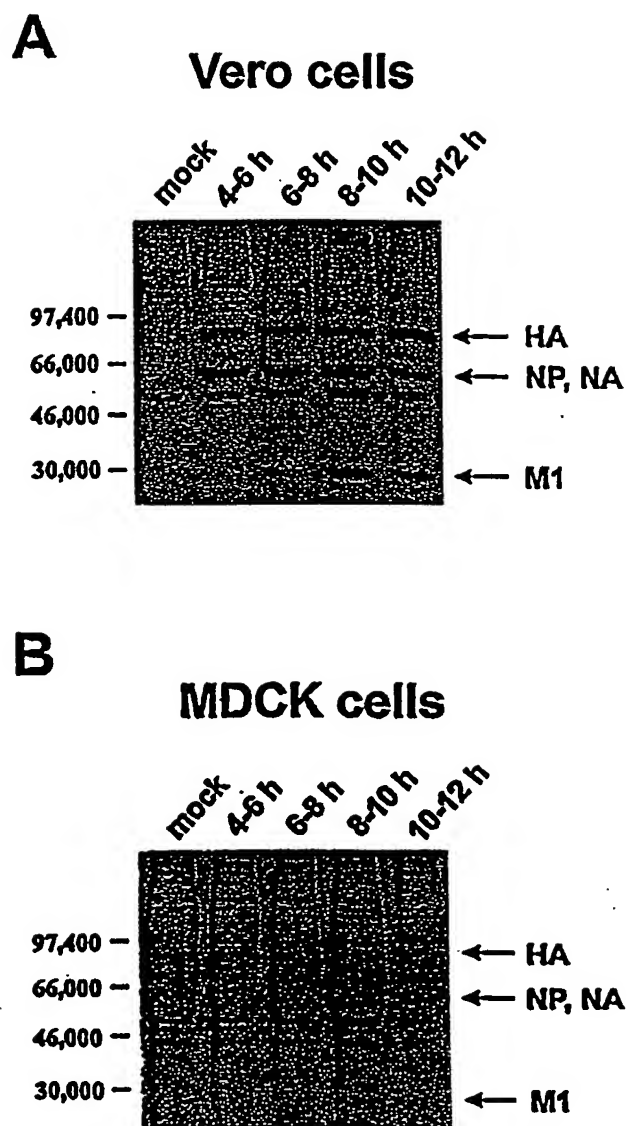 A
Vero cells
mock 4-6 h 6-8 h 8-10 h 10-12 h
97,400
66,000
46,000
30,000
HA
NP, NA
M1
B
MDCK cells
mock 4-6 h 6-8 h 8-10 h 10-12 h
97,400
66,000
46,000
30,000
HA
NP, NA
M1